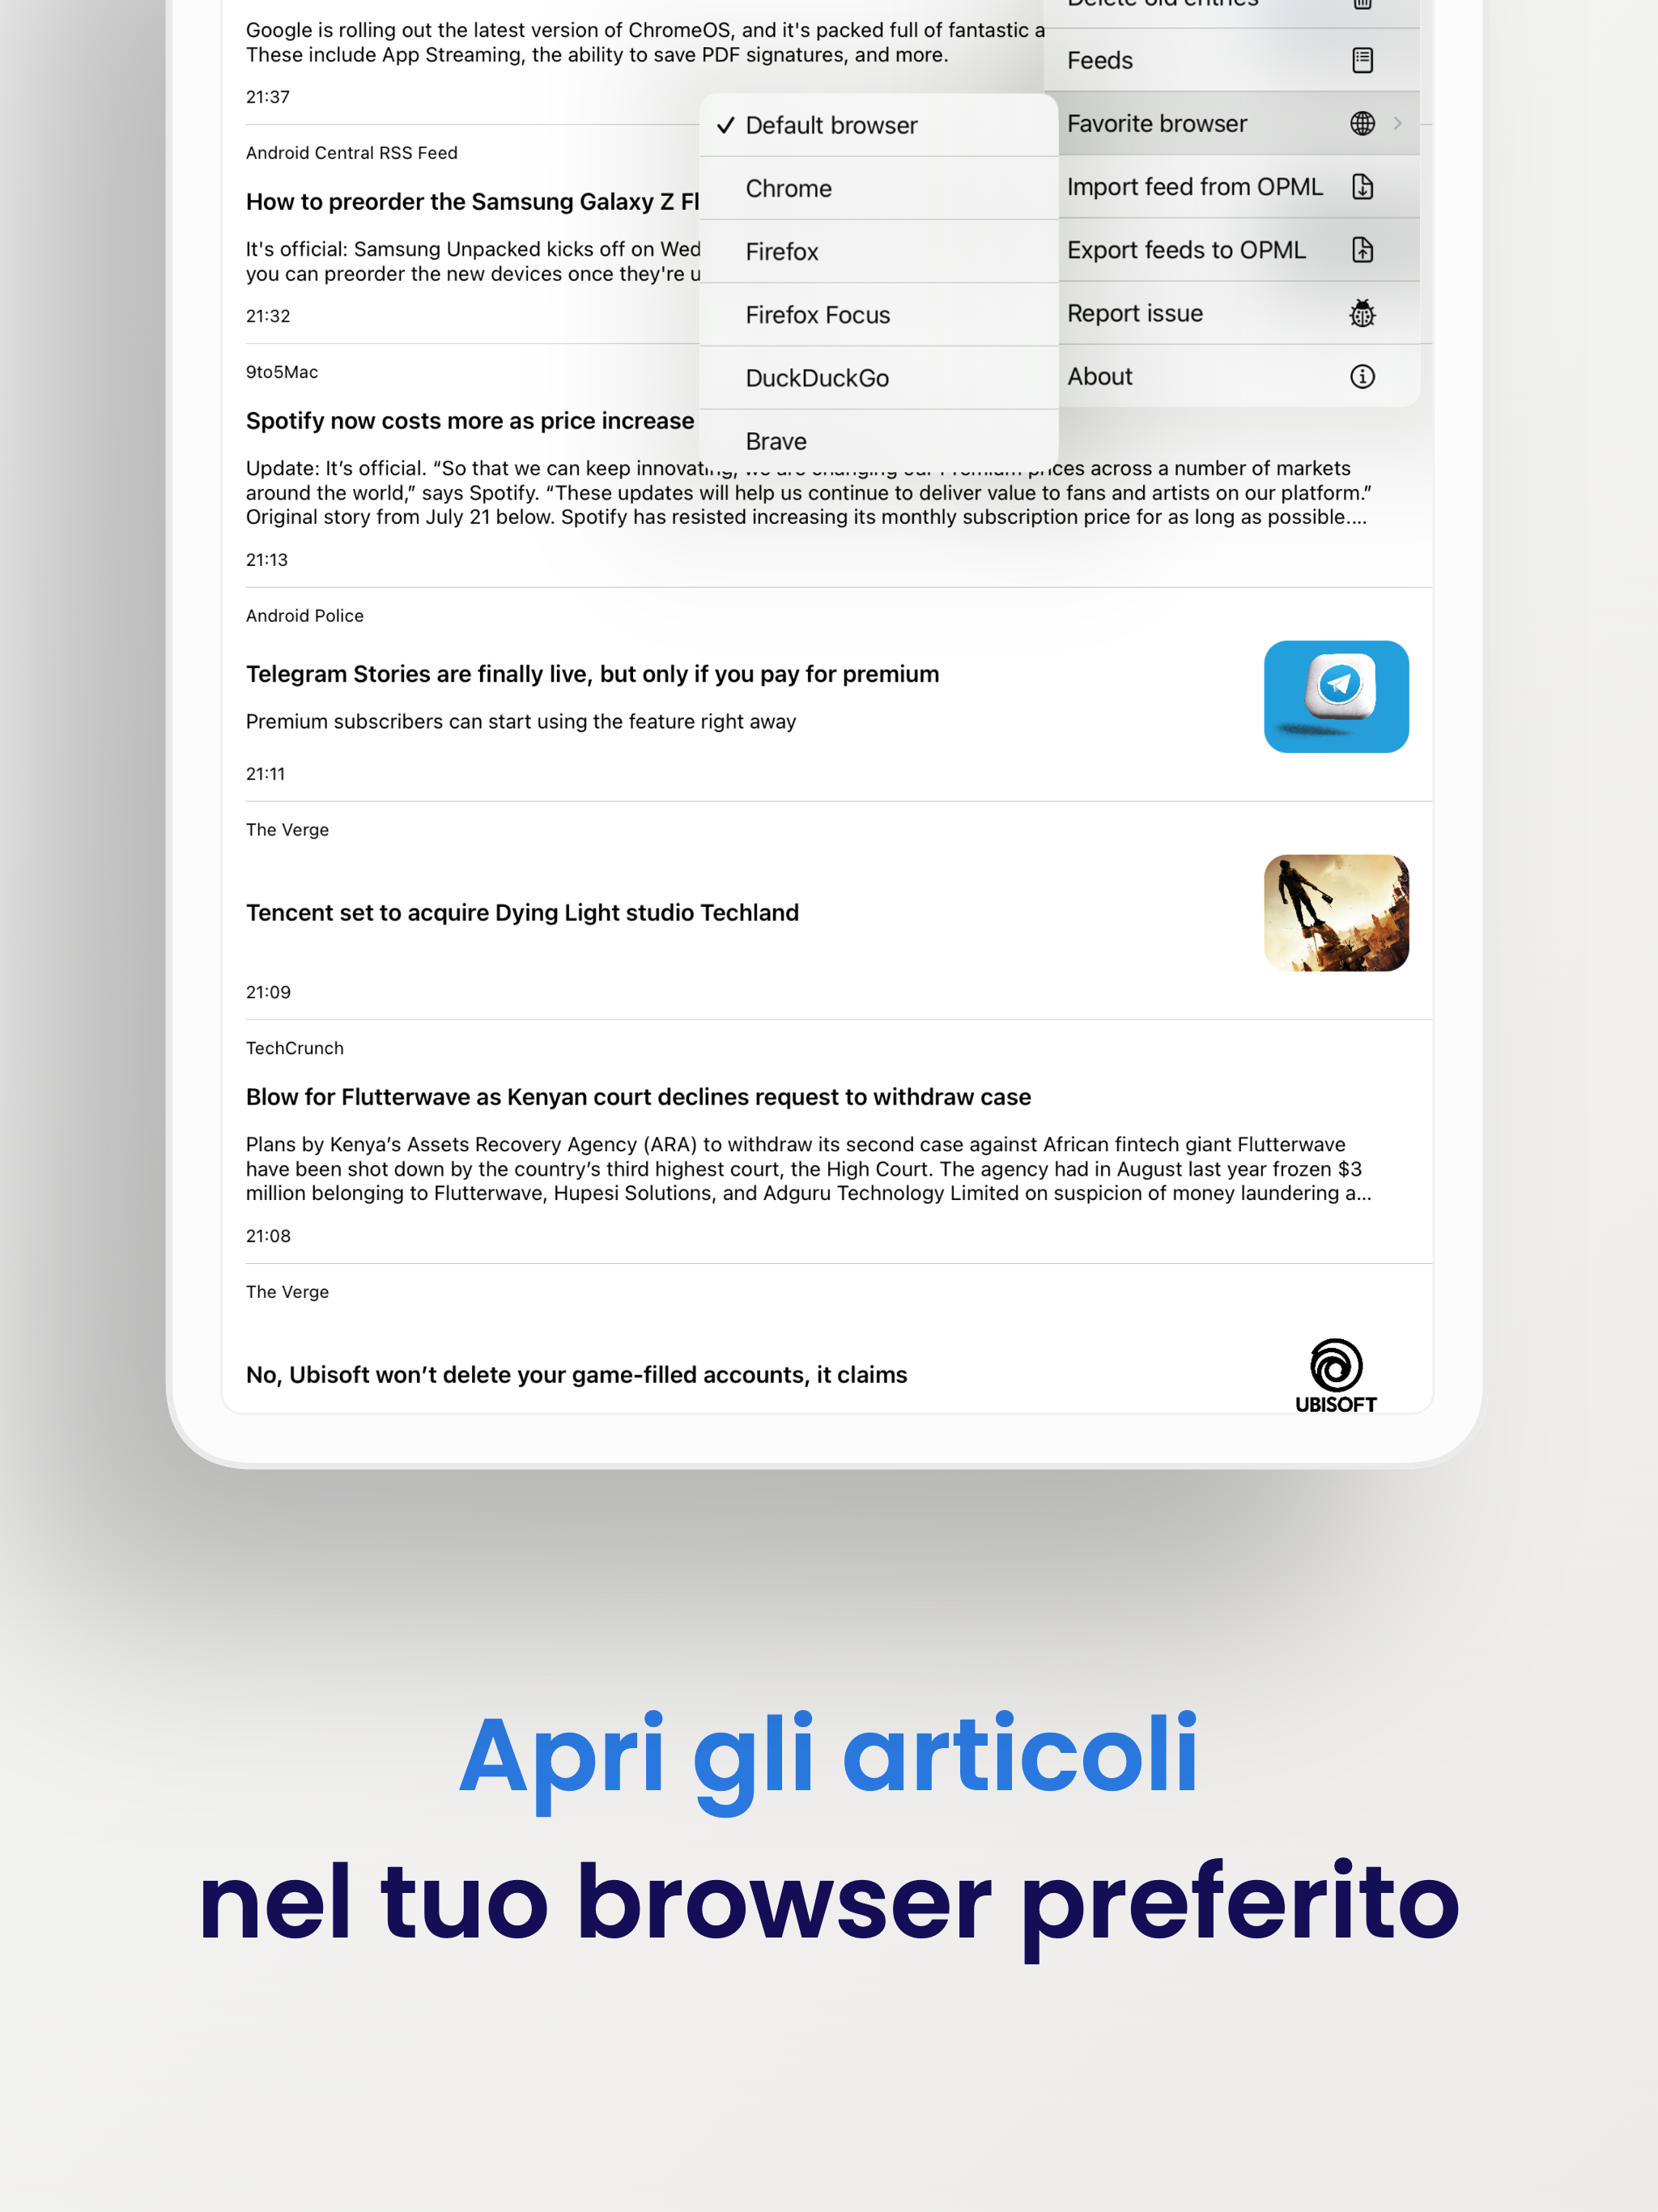 Google is rolling out the latest version of ChromeOS, and it's packed full of fantastic a
These include App Streaming, the ability to save PDF signatures, and more.
21:37
Android Central RSS Feed
How to preorder the Samsung Galaxy Z Fl
It's official: Samsung Unpacked kicks off on Wed
you can preorder the new devices once they're u
21:32
9to5Mac
Spotify now costs more as price increase
Update: It’s official. “So that we can keep innovating, we are changing our Premium prices across a number of markets
around the world,” says Spotify. “These updates will help us continue to deliver value to fans and artists on our platform.”
Original story from July 21 below. Spotify has resisted increasing its monthly subscription price for as long as possible....
21:13
Delete old entries
Feeds
Favorite browser
Import feed from OPML
Export feeds to OPML
Report issue
About
Default browser
Chrome
Firefox
Firefox Focus
DuckDuckGo
Brave
Android Police
Telegram Stories are finally live, but only if you pay for premium
Premium subscribers can start using the feature right away
21:11
The Verge
Tencent set to acquire Dying Light studio Techland
21:09
TechCrunch
Blow for Flutterwave as Kenyan court declines request to withdraw case
Plans by Kenya’s Assets Recovery Agency (ARA) to withdraw its second case against African fintech giant Flutterwave
have been shot down by the country’s third highest court, the High Court. The agency had in August last year frozen $3
million belonging to Flutterwave, Hupesi Solutions, and Adguru Technology Limited on suspicion of money laundering a...
21:08
The Verge
No, Ubisoft won’t delete your game-filled accounts, it claims
UBISOFT
Apri gli articoli
nel tuo browser preferito